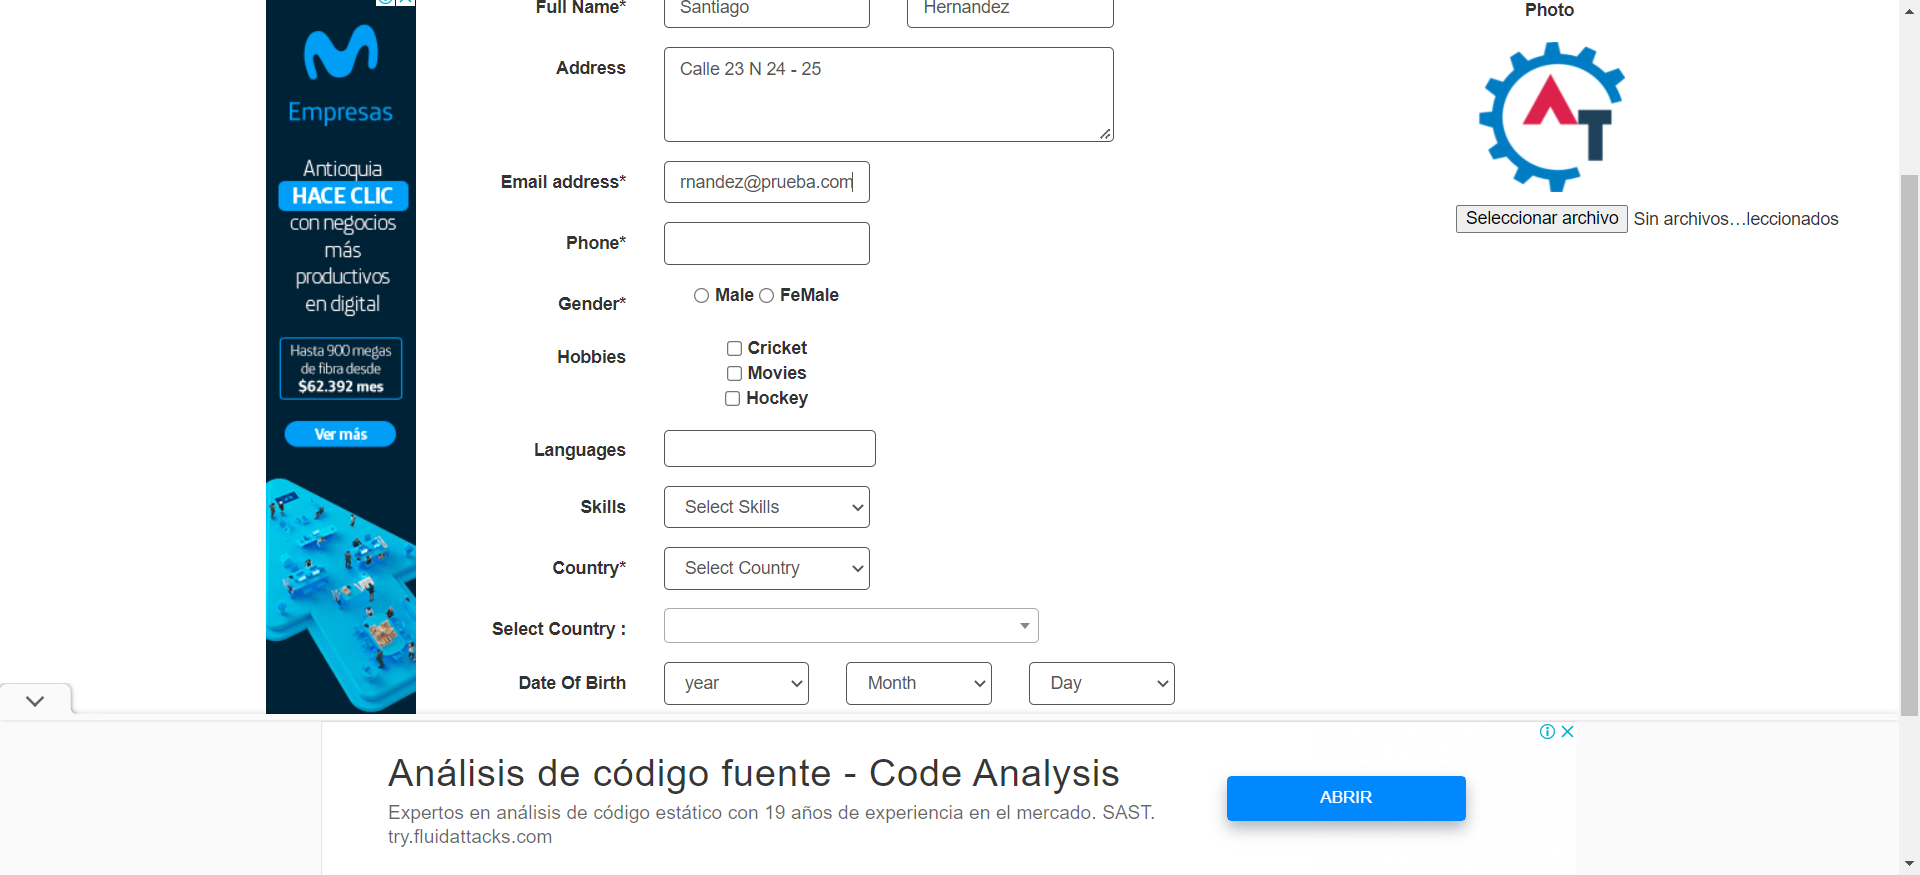 Full Name*
Santiago
Hernandez
Photo
Address
Calle 23 N 24 - 25
AT
Email address*
rnandez@prueba.com
Seleccionar archivo Sin archivos…leccionados
Phone*
Gender*
Male FeMale
Hobbies
Cricket
Movies
Hockey
Languages
Skills
Select Skills
Country*
Select Country
Select Country :
Date Of Birth
year
Month
Day
Empresas
Antioquia
HACE CLIC
con negocios
más
productivos
en digital
Hasta 900 megas
de fibra desde
$62.392 mes
Ver más
Análisis de código fuente - Code Analysis
Expertos en análisis de código estático con 19 años de experiencia en el mercado. SAST.
try.fluidattacks.com
ABRIR